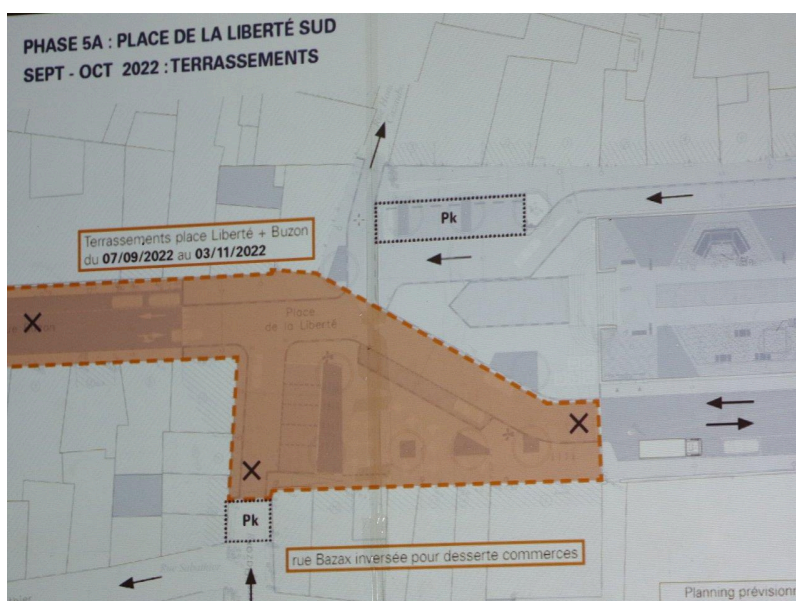 PHASE 5A : PLACE DE LA LIBERTÉ SUD
SEPT - OCT 2022 : TERRASSEMENTS
Pk
Terrassements place Liberté + Buzon
du 07/09/2022 au 03/11/2022
Place
de la Liberté
Pk
rue Bazax inversée pour desserte commerces
Planning prévisionn